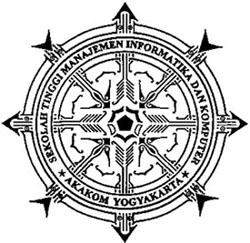 SEKOLAH TINGGI MANAJEMEN INFORMATIKA DAN KOMPUTER
* AKAKOM YOGYAKARTA *